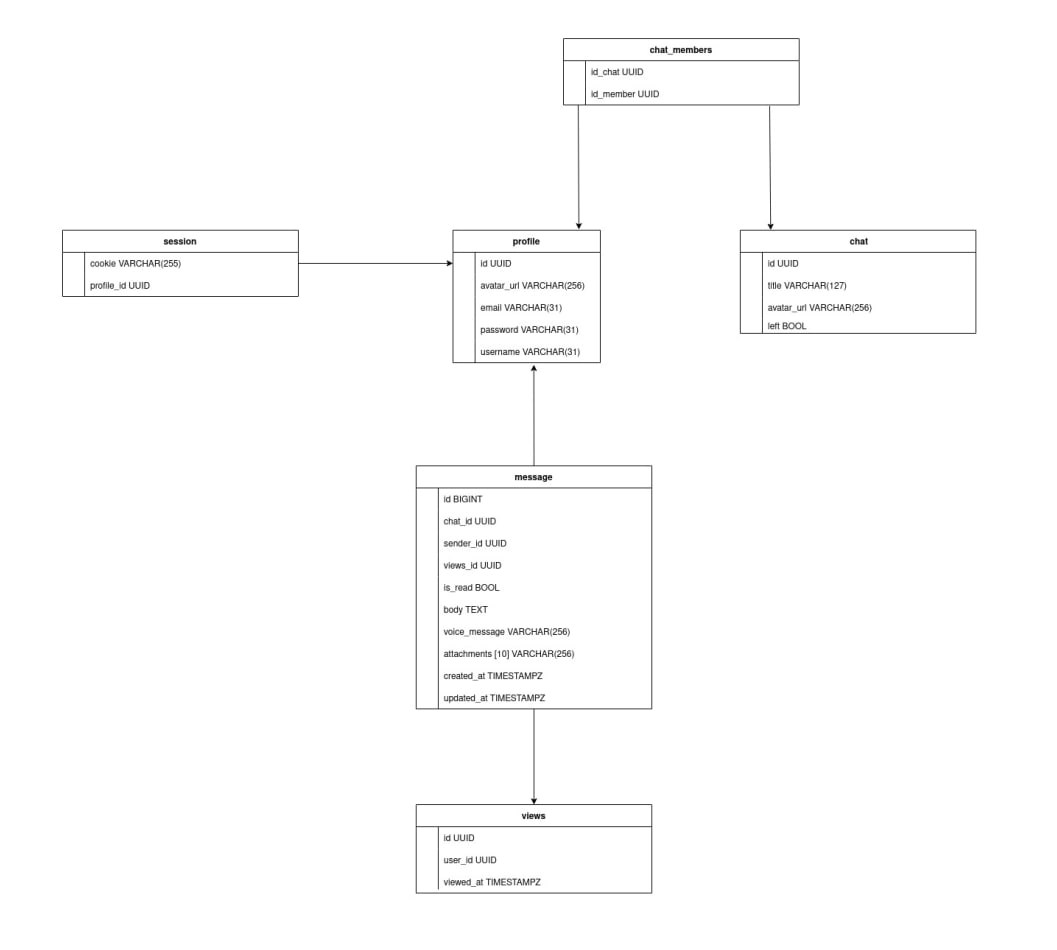 chat_members
id_chat UUID
id_member UUID
session
cookie VARCHAR(255)
profile_id UUID
profile
id UUID
avatar_url VARCHAR(256)
email VARCHAR(31)
password VARCHAR(31)
username VARCHAR(31)
chat
id UUID
title VARCHAR(127)
avatar_url VARCHAR(256)
left BOOL
message
id BIGINT
chat_id UUID
sender_id UUID
views_id UUID
is_read BOOL
body TEXT
voice_message VARCHAR(256)
attachments [10] VARCHAR(256)
created_at TIMESTAMPZ
updated_at TIMESTAMPZ
views
id UUID
user_id UUID
viewed_at TIMESTAMPZ